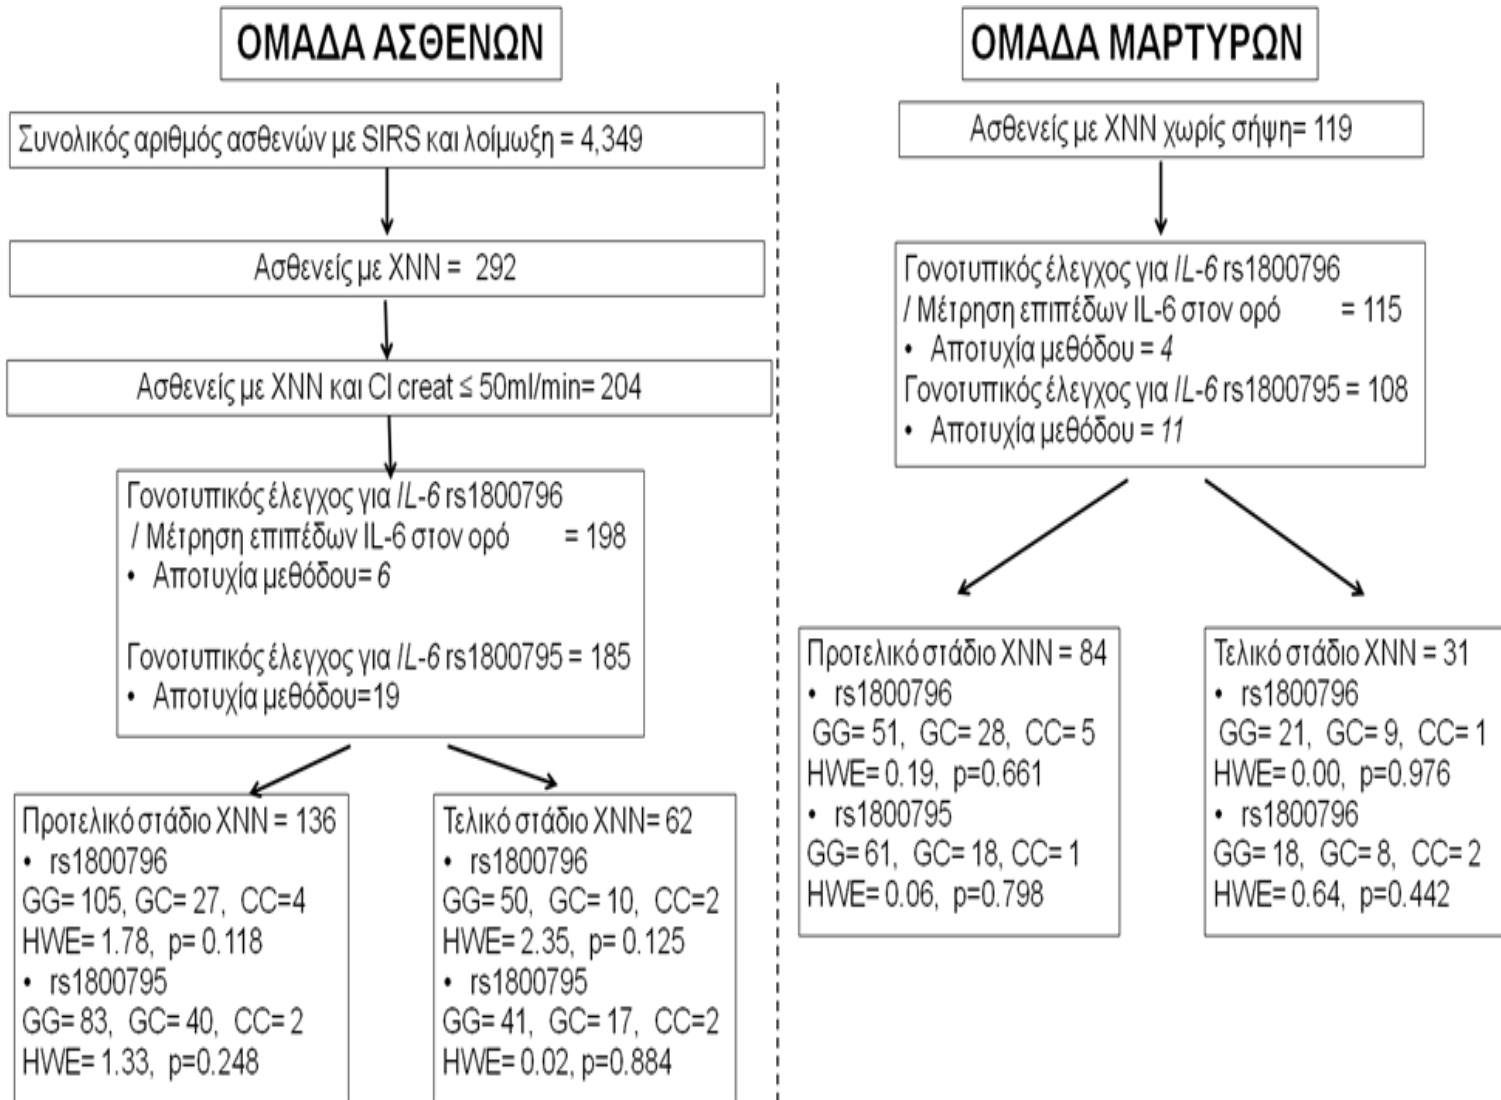 ΟΜΑΔΑ ΑΣΘΕΝΩΝ
Συνολικός αριθμός ασθενών με SIRS και λοίμωξη = 4,349
Ασθενείς με ΧΝΝ = 292
Ασθενείς με ΧΝΝ και Cl creat ≤ 50ml/min= 204
Γονοτυπικός έλεγχος για IL-6 rs1800796
/ Μέτρηση επιπέδων IL-6 στον ορό = 198
• Αποτυχία μεθόδου= 6
Γονοτυπικός έλεγχος για IL-6 rs1800795 = 185
• Αποτυχία μεθόδου=19
Προτελικό στάδιο ΧΝΝ = 136
• rs1800796
GG= 105, GC= 27, CC=4
HWE= 1.78, p= 0.118
• rs1800795
GG= 83, GC= 40, CC= 2
HWE= 1.33, p=0.248
Τελικό στάδιο ΧΝΝ= 62
• rs1800796
GG= 50, GC= 10, CC=2
HWE= 2.35, p= 0.125
• rs1800795
GG= 41, GC= 17, CC=2
HWE= 0.02, p=0.884
ΟΜΑΔΑ ΜΑΡΤΥΡΩΝ
Ασθενείς με ΧΝΝ χωρίς σήψη= 119
Γονοτυπικός έλεγχος για IL-6 rs1800796
/ Μέτρηση επιπέδων IL-6 στον ορό = 115
• Αποτυχία μεθόδου = 4
Γονοτυπικός έλεγχος για IL-6 rs1800795 = 108
• Αποτυχία μεθόδου = 11
Προτελικό στάδιο ΧΝΝ = 84
• rs1800796
GG= 51, GC= 28, CC= 5
HWE= 0.19, p=0.661
• rs1800795
GG= 61, GC= 18, CC= 1
HWE= 0.06, p=0.798
Τελικό στάδιο ΧΝΝ = 31
• rs1800796
GG= 21, GC= 9, CC= 1
HWE= 0.00, p=0.976
• rs1800796
GG= 18, GC= 8, CC= 2
HWE= 0.64, p=0.442